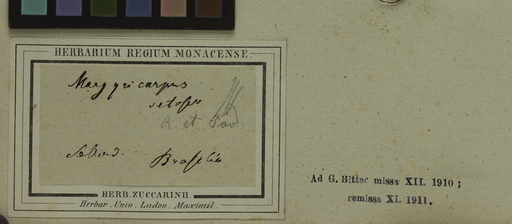 HERBARIUM REGIUM MONACENSE
Margyricarpus
setosus
R. et Pav.
Brasilia
HERB. ZUCCARINII
Herbar. Univ. Ludov. Maximil.
Ad G. Bitter missa XII. 1910 ;
remissa XI. 1911.